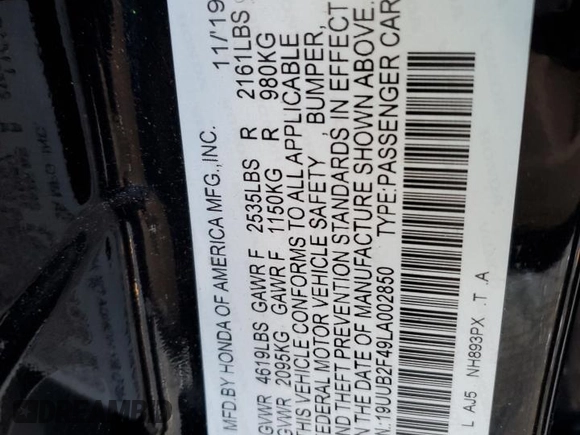 MFD.BY HONDA OF AMERICA MFG., INC. 11/19
GVWR 4619LBS GAWR F 2535LBS R 2161LBS
GVWR 2095KG GAWR F 1150KG R 980KG
THIS VEHICLE CONFORMS TO ALL APPLICABLE
FEDERAL MOTOR VEHICLE SAFETY, BUMPER,
AND THEFT PREVENTION STANDARDS, IN EFFECT
ON THE DATE OF MANUFACTURE SHOWN ABOVE.
N.:19UUB2F49LA002850 TYPE:PASSENGER CAR
L AJ5 NH893PX .T .A
DREAMBID